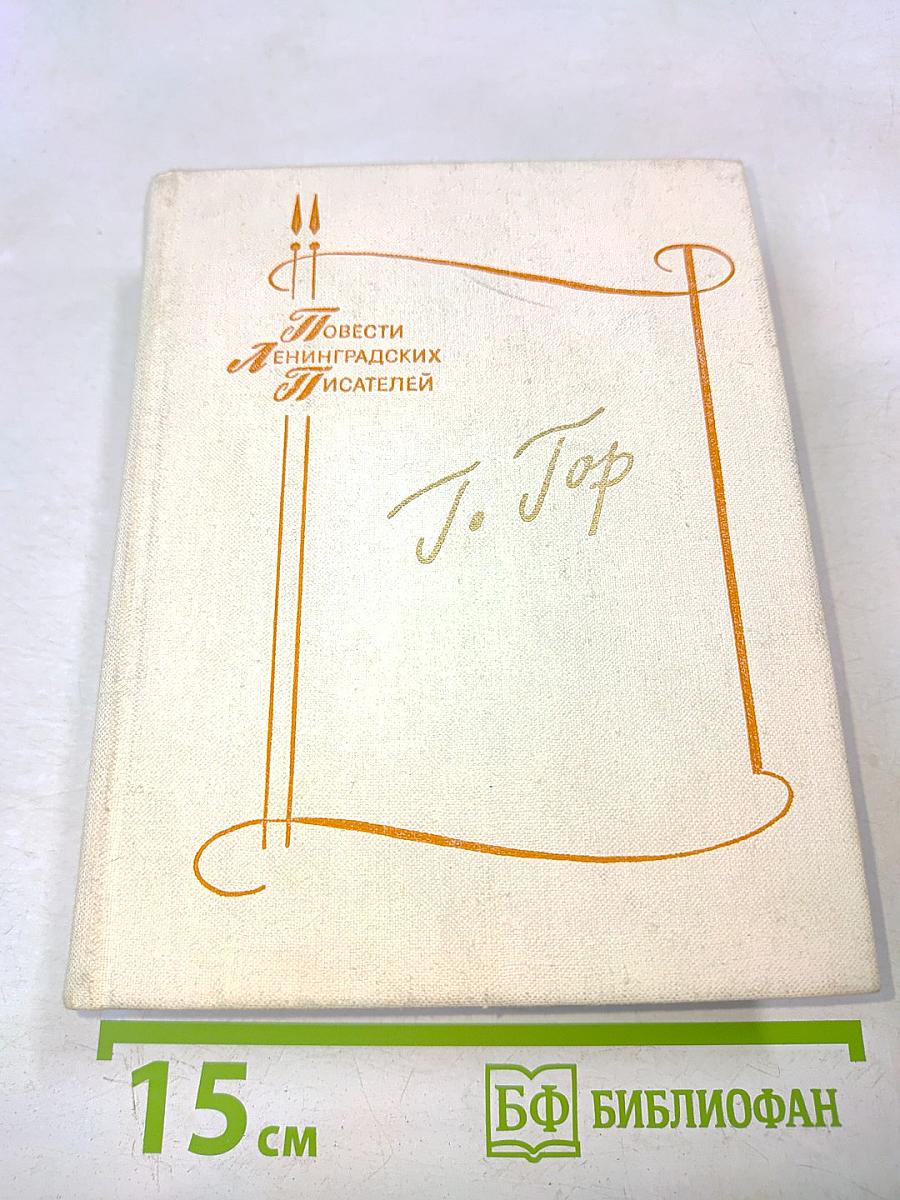 Повести
Ленинградских
Писателей
Г. Гор
15 см
БФ БИБЛИОФАН